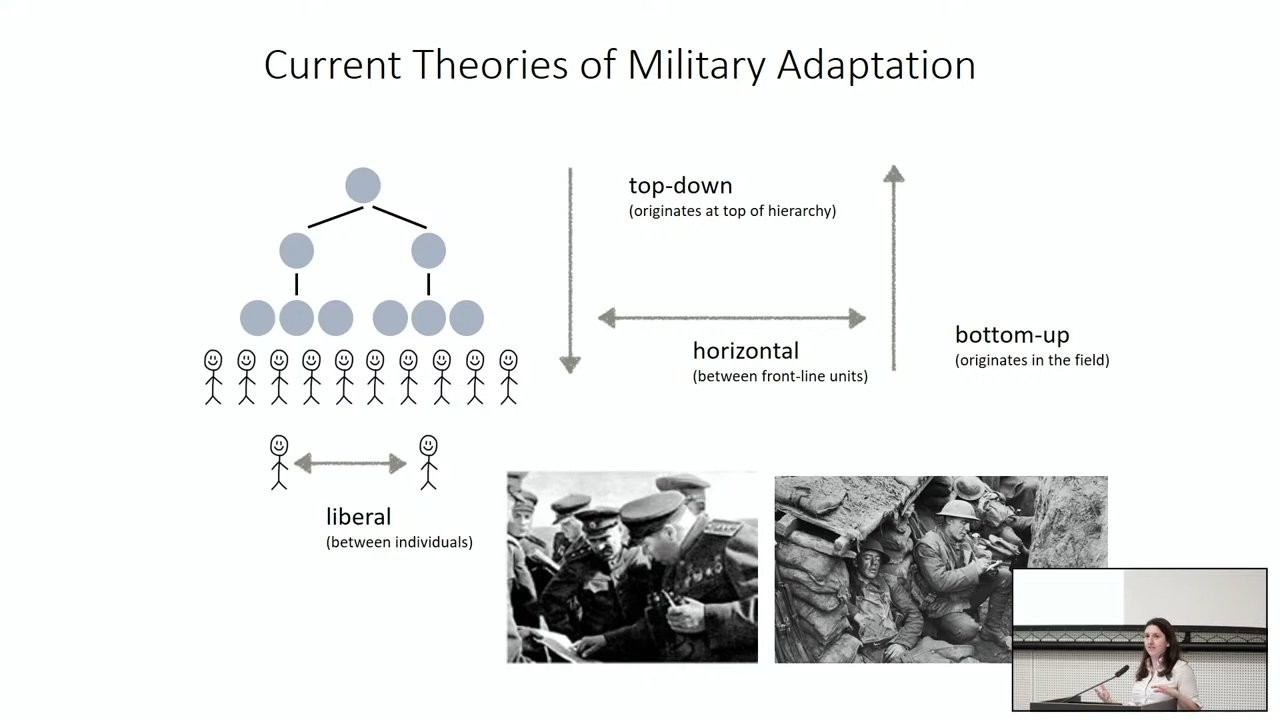 Current Theories of Military Adaptation
top-down
(originates at top of hierarchy)
horizontal
(between front-line units)
bottom-up
(originates in the field)
liberal
(between individuals)